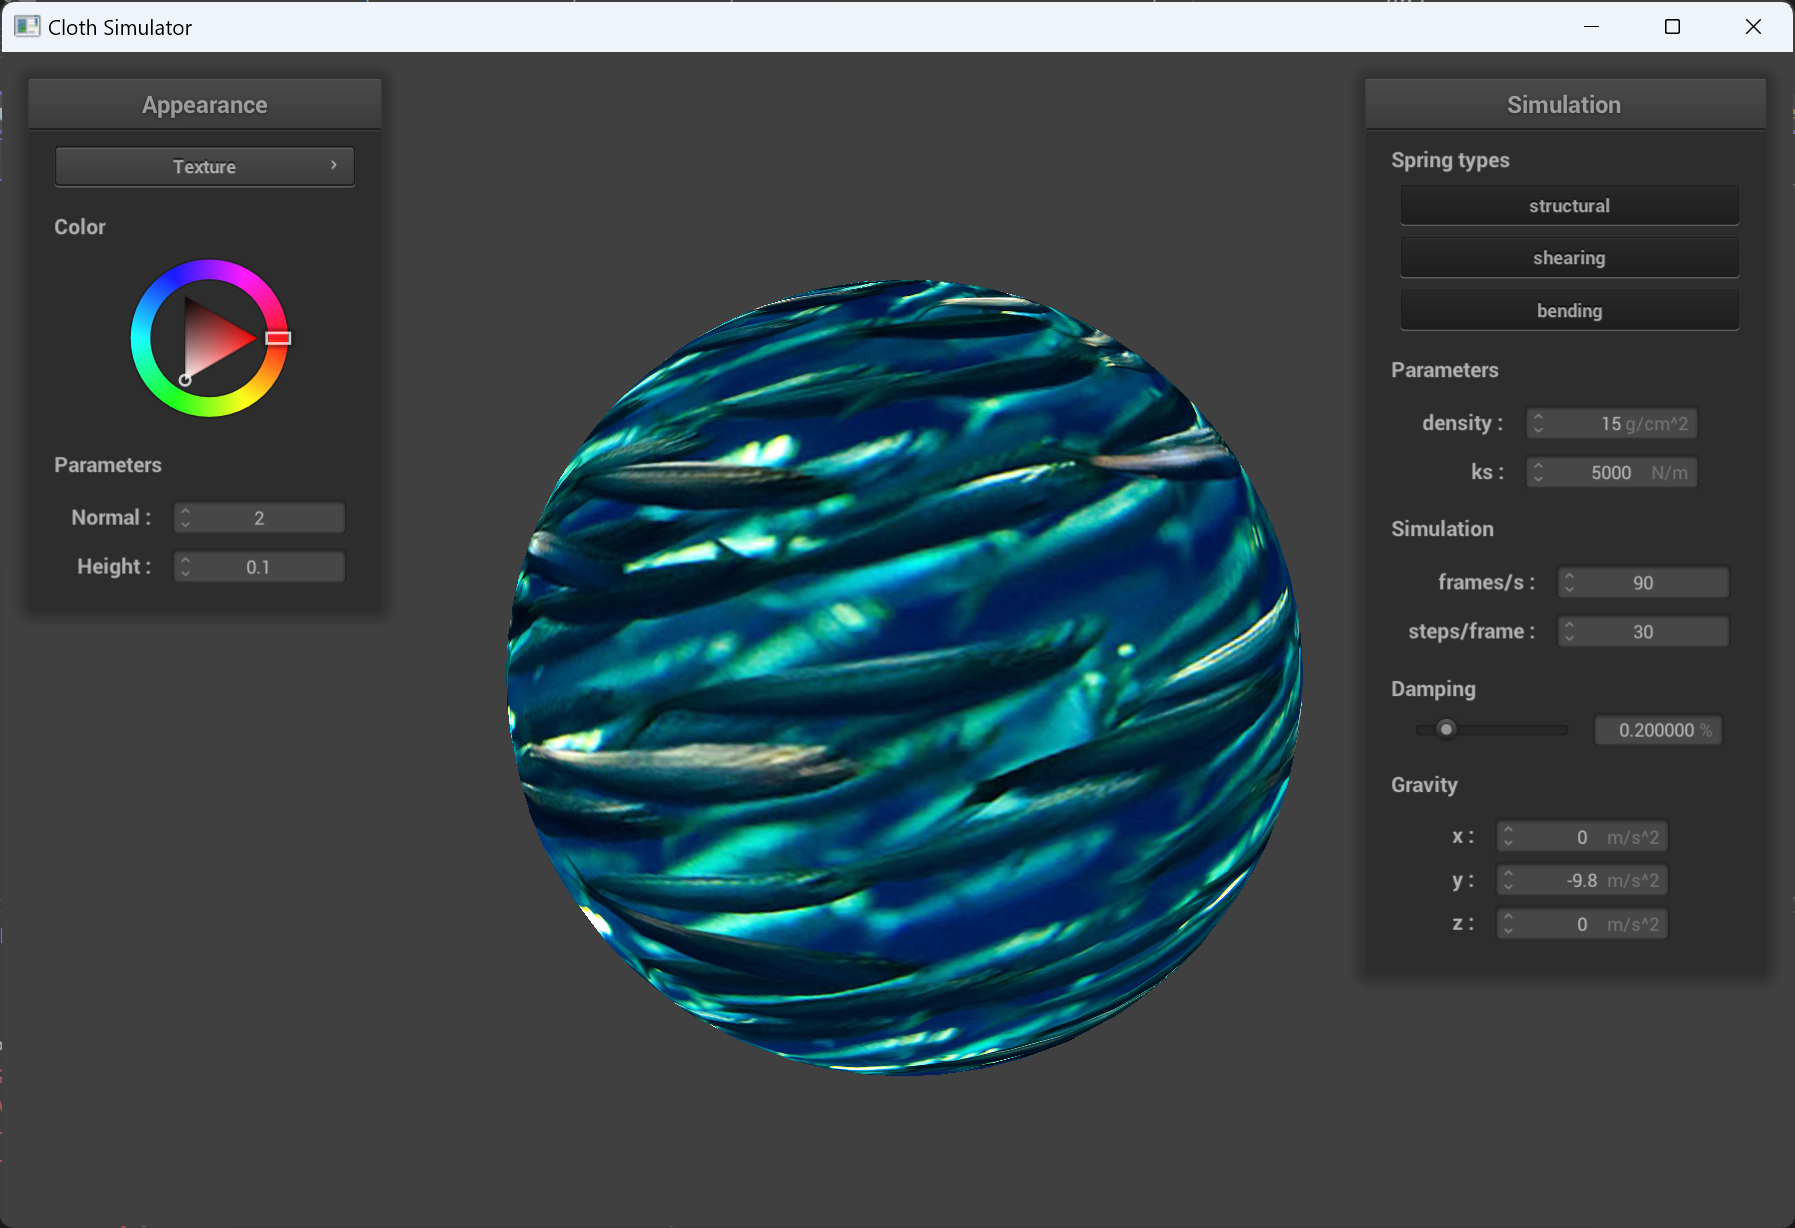 Cloth Simulator
Appearance
Texture
Color
Parameters
Normal : 2
Height : 0.1
Simulation
Spring types
structural
shearing
bending
Parameters
density : 15 g/cm^2
ks : 5000 N/m
Simulation
frames/s : 90
steps/frame : 30
Damping
0.200000 %
Gravity
x : 0 m/s^2
y : -9.8 m/s^2
z : 0 m/s^2